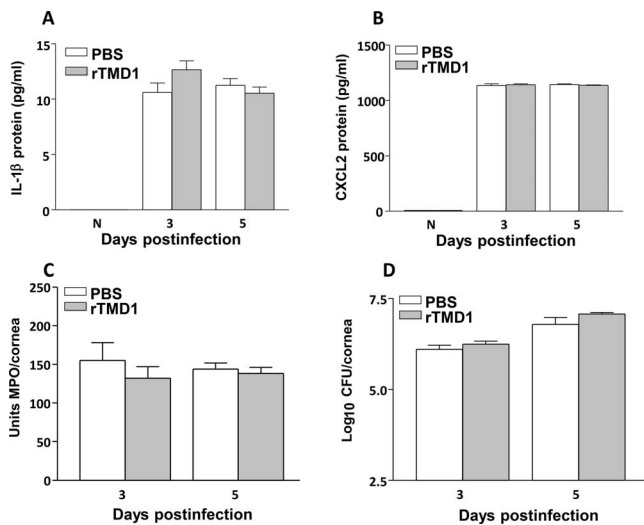 A
IL-1β protein (pg/ml)
15
10
5
0
PBS
rTMD1
N 3 5
Days postinfection
B
CXCL2 protein (pg/ml)
1500
1000
500
0
PBS
rTMD1
N 3 5
Days postinfection
C
Units MPO/cornea
250
200
150
100
50
0
PBS
rTMD1
3 5
Days postinfection
D
Log10 CFU/cornea
7.5
5.0
2.5
PBS
rTMD1
3 5
Days postinfection